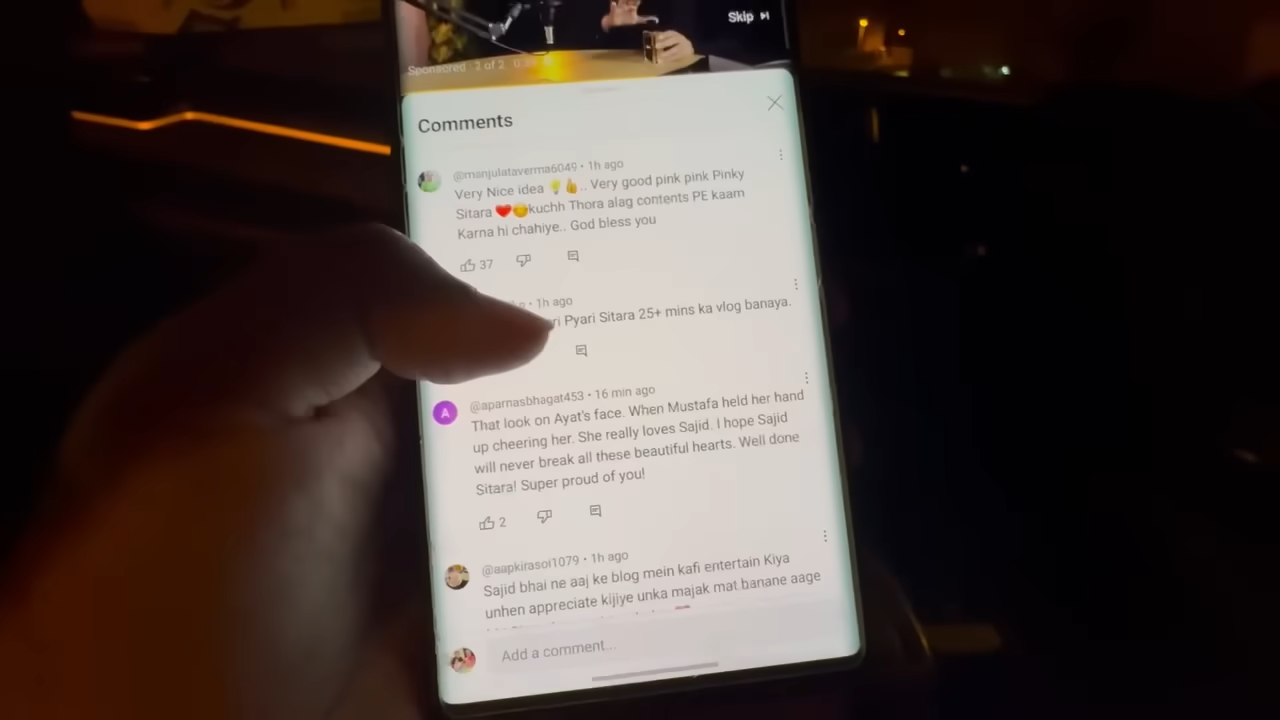 Skip
Sponsored · 2 of 2
Comments
@manjulataverma6049 • 1h ago
Very Nice idea 💡👍.. Very good pink pink Pinky
Sitara ❤️😊kuchh Thora alag contents PE kaam
Karna hi chahiye.. God bless you
37
• 1h ago
Pyari Sitara 25+ mins ka vlog banaya.
A
@aparnasbhagat453 • 16 min ago
That look on Ayat's face. When Mustafa held her hand
up cheering her. She really loves Sajid. I hope Sajid
will never break all these beautiful hearts. Well done
Sitara! Super proud of you!
2
@aapkirasoi1079 • 1h ago
Sajid bhai ne aaj ke blog mein kafi entertain Kiya
unhen appreciate kijiye unka majak mat banane aage
Add a comment...